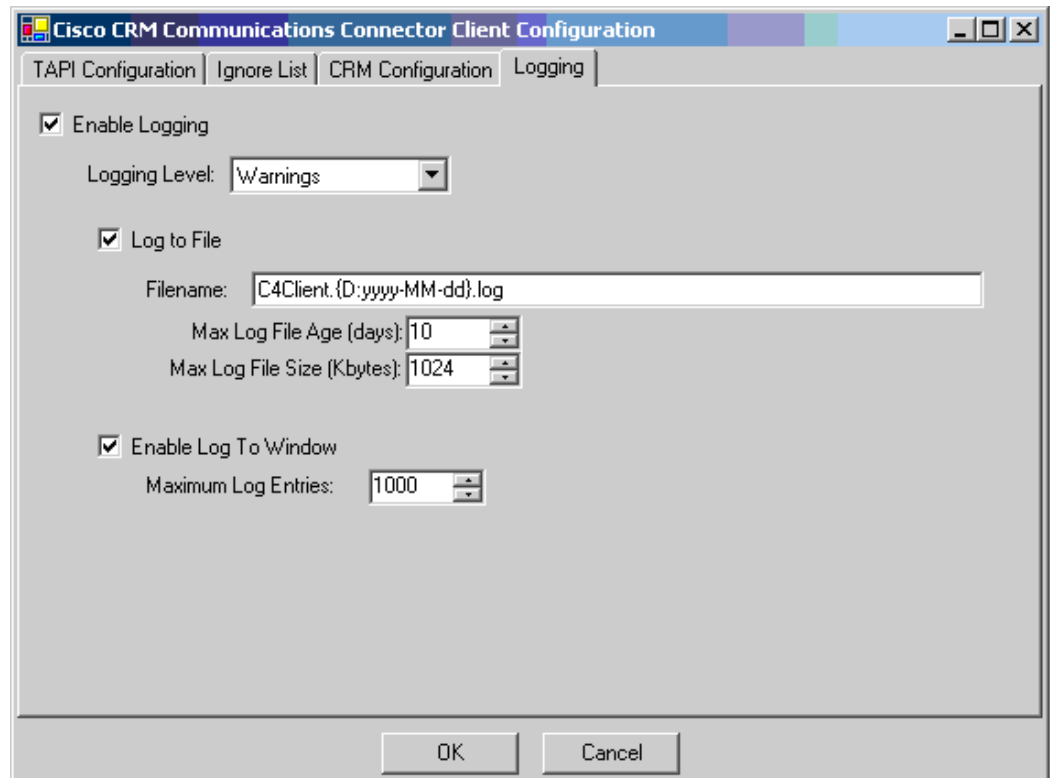 Cisco CRM Communications Connector Client Configuration
TAPI Configuration Ignore List CRM Configuration Logging
Enable Logging
Logging Level: Warnings
Log to File
Filename: C4Client.{D:yyyy-MM-dd}.log
Max Log File Age (days): 10
Max Log File Size (Kbytes): 1024
Enable Log To Window
Maximum Log Entries: 1000
OK Cancel